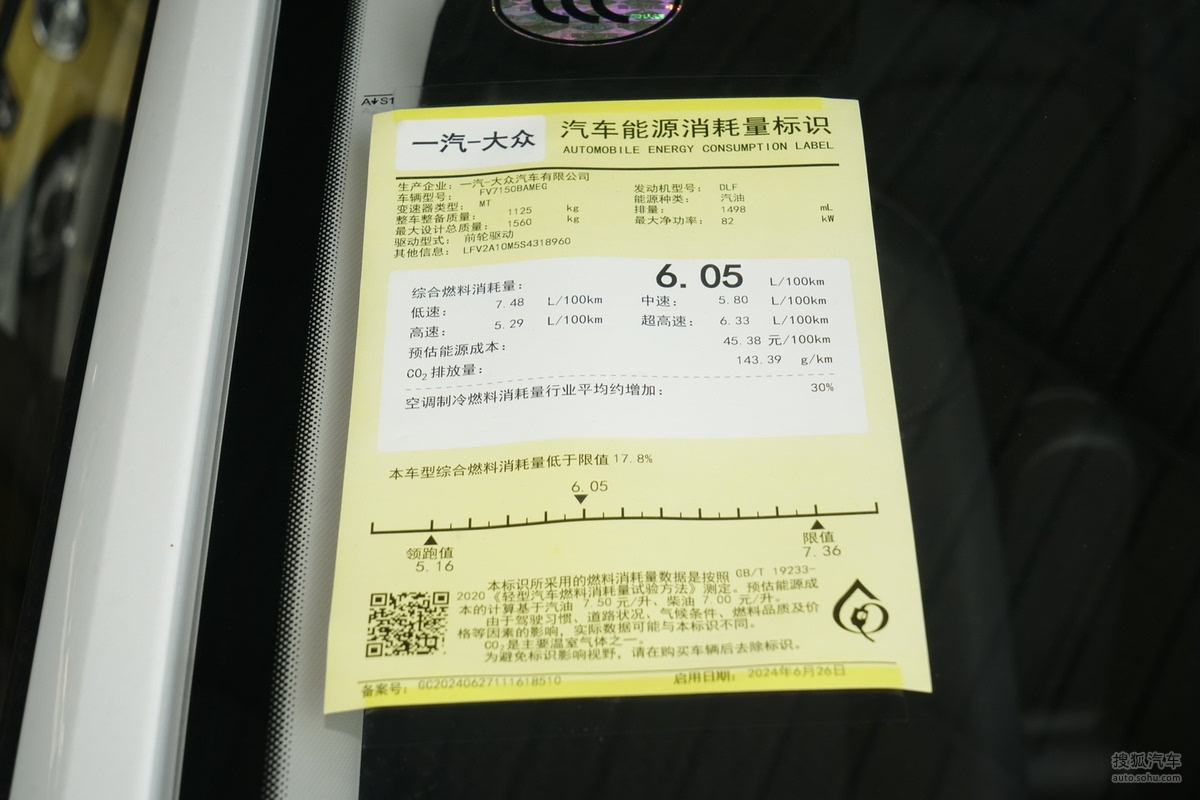 CCC
A S1
一汽-大众
汽车能源消耗量标识
AUTOMOBILE ENERGY CONSUMPTION LABEL
生产企业: 一汽-大众汽车有限公司
车辆型号: FV7150BAMEG
变速器类型: MT
整车整备质量: 1125 kg
最大设计总质量: 1560 kg
驱动型式: 前轮驱动
其他信息: LFV2A10M5S4318960
发动机型号: DLF
能源种类: 汽油
排量: 1498 mL
最大净功率: 82 kW
综合燃料消耗量: 6.05 L/100km
低速: 7.48 L/100km 中速: 5.80 L/100km
高速: 5.29 L/100km 超高速: 6.33 L/100km
预估能源成本: 45.38 元/100km
CO2 排放量: 143.39 g/km
空调制冷燃料消耗量行业平均约增加: 30%
本车型综合燃料消耗量低于限值 17.8%
6.05
领跑值
5.16
限值
7.36
本标识所采用的燃料消耗量数据是按照 GB/T 19233-
2020《轻型汽车燃料消耗量试验方法》测定。预估能源成
本的计算基于汽油 7.50 元/升、柴油 7.00 元/升。
由于驾驶习惯、道路状况、气候条件、燃料品质及价
格等因素的影响，实际数据可能与本标识不同。
CO2是主要温室气体之一。
为避免标识影响视野，请在购买车辆后去除标识。
备案号: GC20240627111618510
启用日期: 2024年6月26日
搜狐汽车
auto.sohu.com